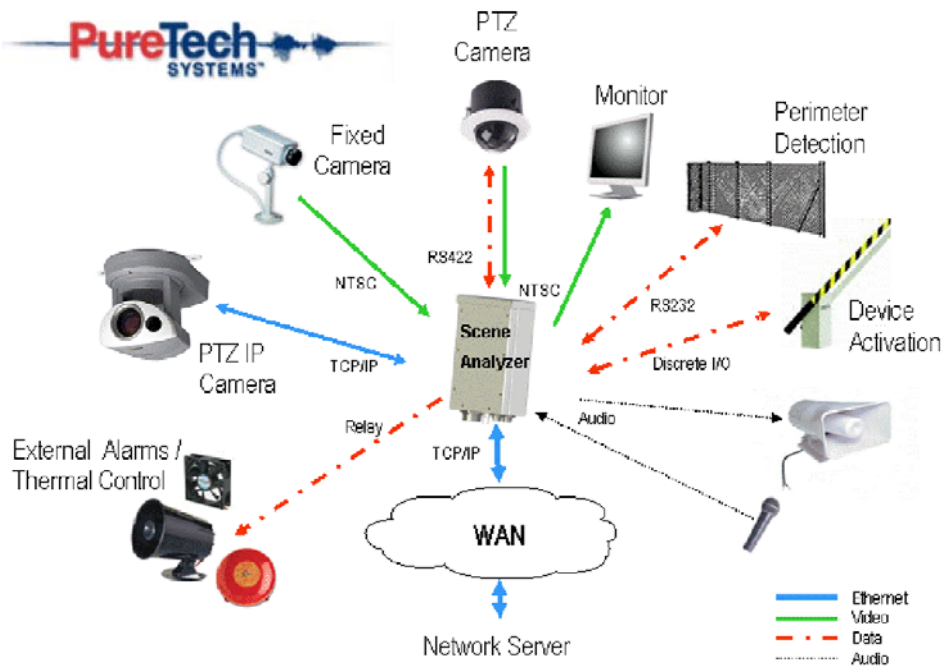 PureTech
SYSTEMS™
PTZ
Camera
Monitor
Perimeter
Detection
Fixed
Camera
RS422
NTSC
NTSC
RS232
Scene
Analyzer
Device
Activation
PTZ IP
Camera
TCP/IP
Discrete I/O
Relay
Audio
External Alarms /
Thermal Control
TCP/IP
WAN
Network Server
Ethernet
Video
Data
Audio